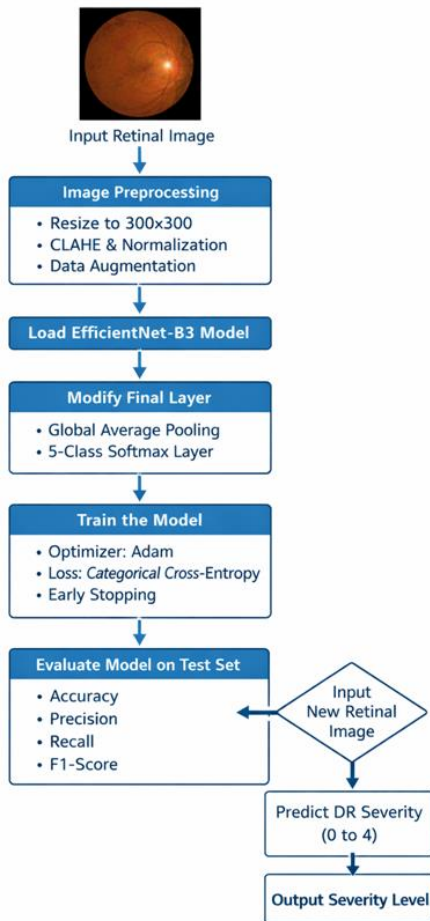 Input Retinal Image
Image Preprocessing
• Resize to 300x300
• CLAHE & Normalization
• Data Augmentation
Load EfficientNet-B3 Model
Modify Final Layer
• Global Average Pooling
• 5-Class Softmax Layer
Train the Model
• Optimizer: Adam
• Loss: Categorical Cross-Entropy
• Early Stopping
Evaluate Model on Test Set
• Accuracy
• Precision
• Recall
• F1-Score
Input
New Retinal
Image
Predict DR Severity
(0 to 4)
Output Severity Level